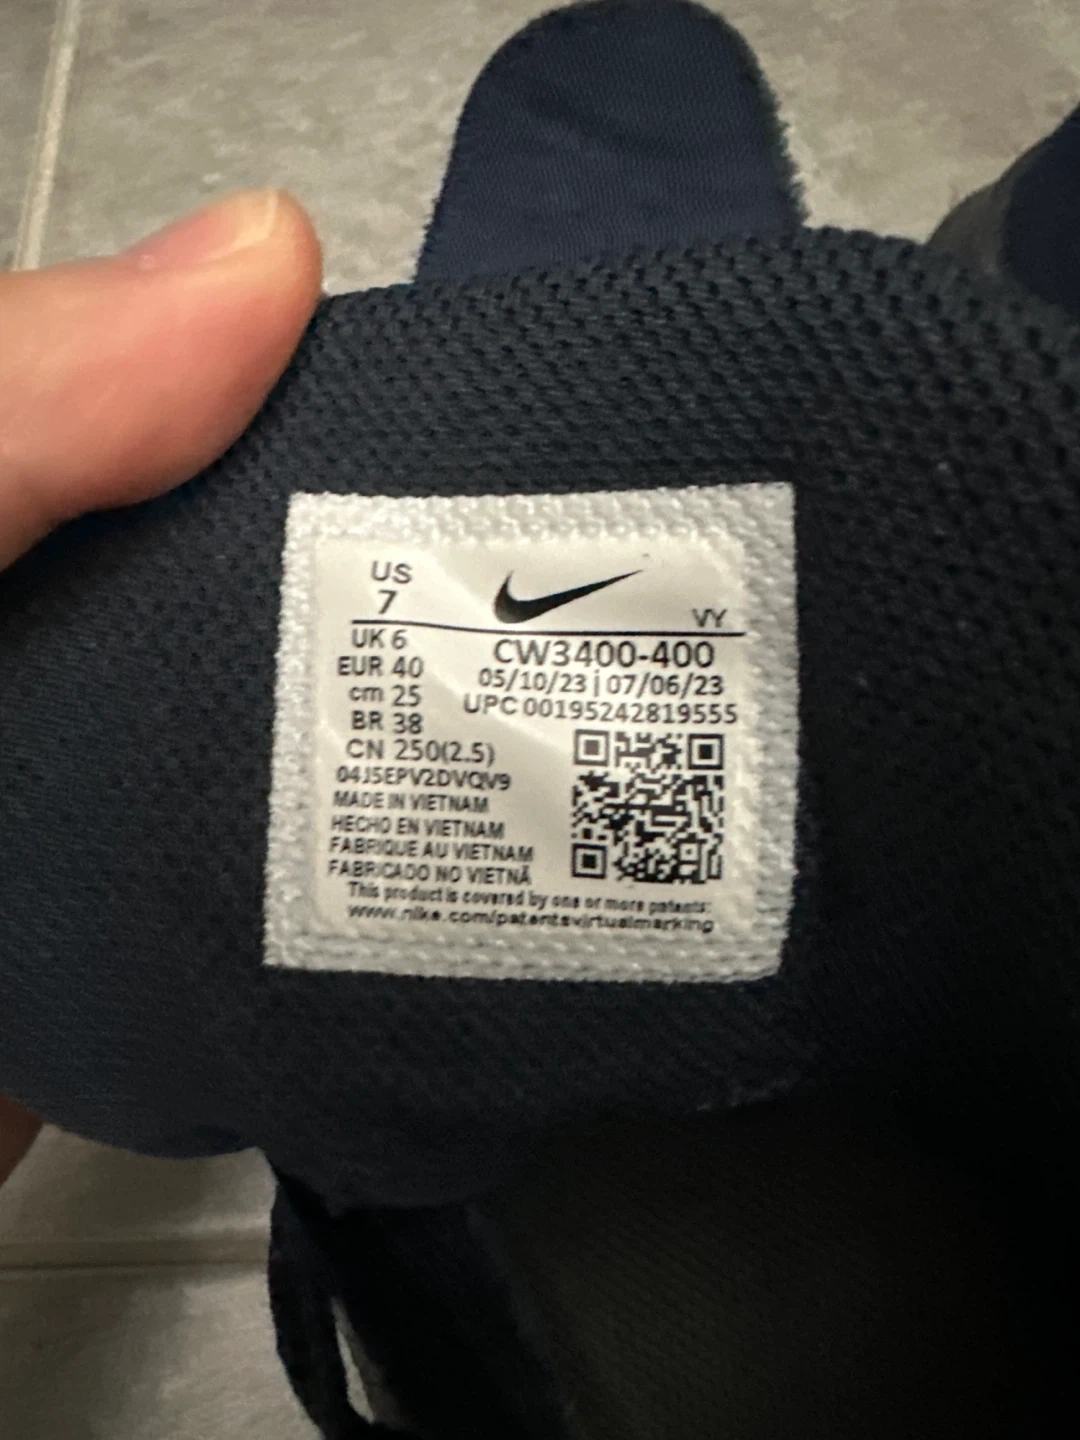 US
7
VY
UK 6
EUR 40
cm 25
BR 38
CN 250(2.5)
CW3400-400
05/10/23 | 07/06/23
UPC 00195242819555
04J5EPV2DVQV9
MADE IN VIETNAM
HECHO EN VIETNAM
FABRIQUE AU VIETNAM
FABRICADO NO VIETNÃ
This product is covered by one or more patents:
www.nike.com/patentsvirtualmarking